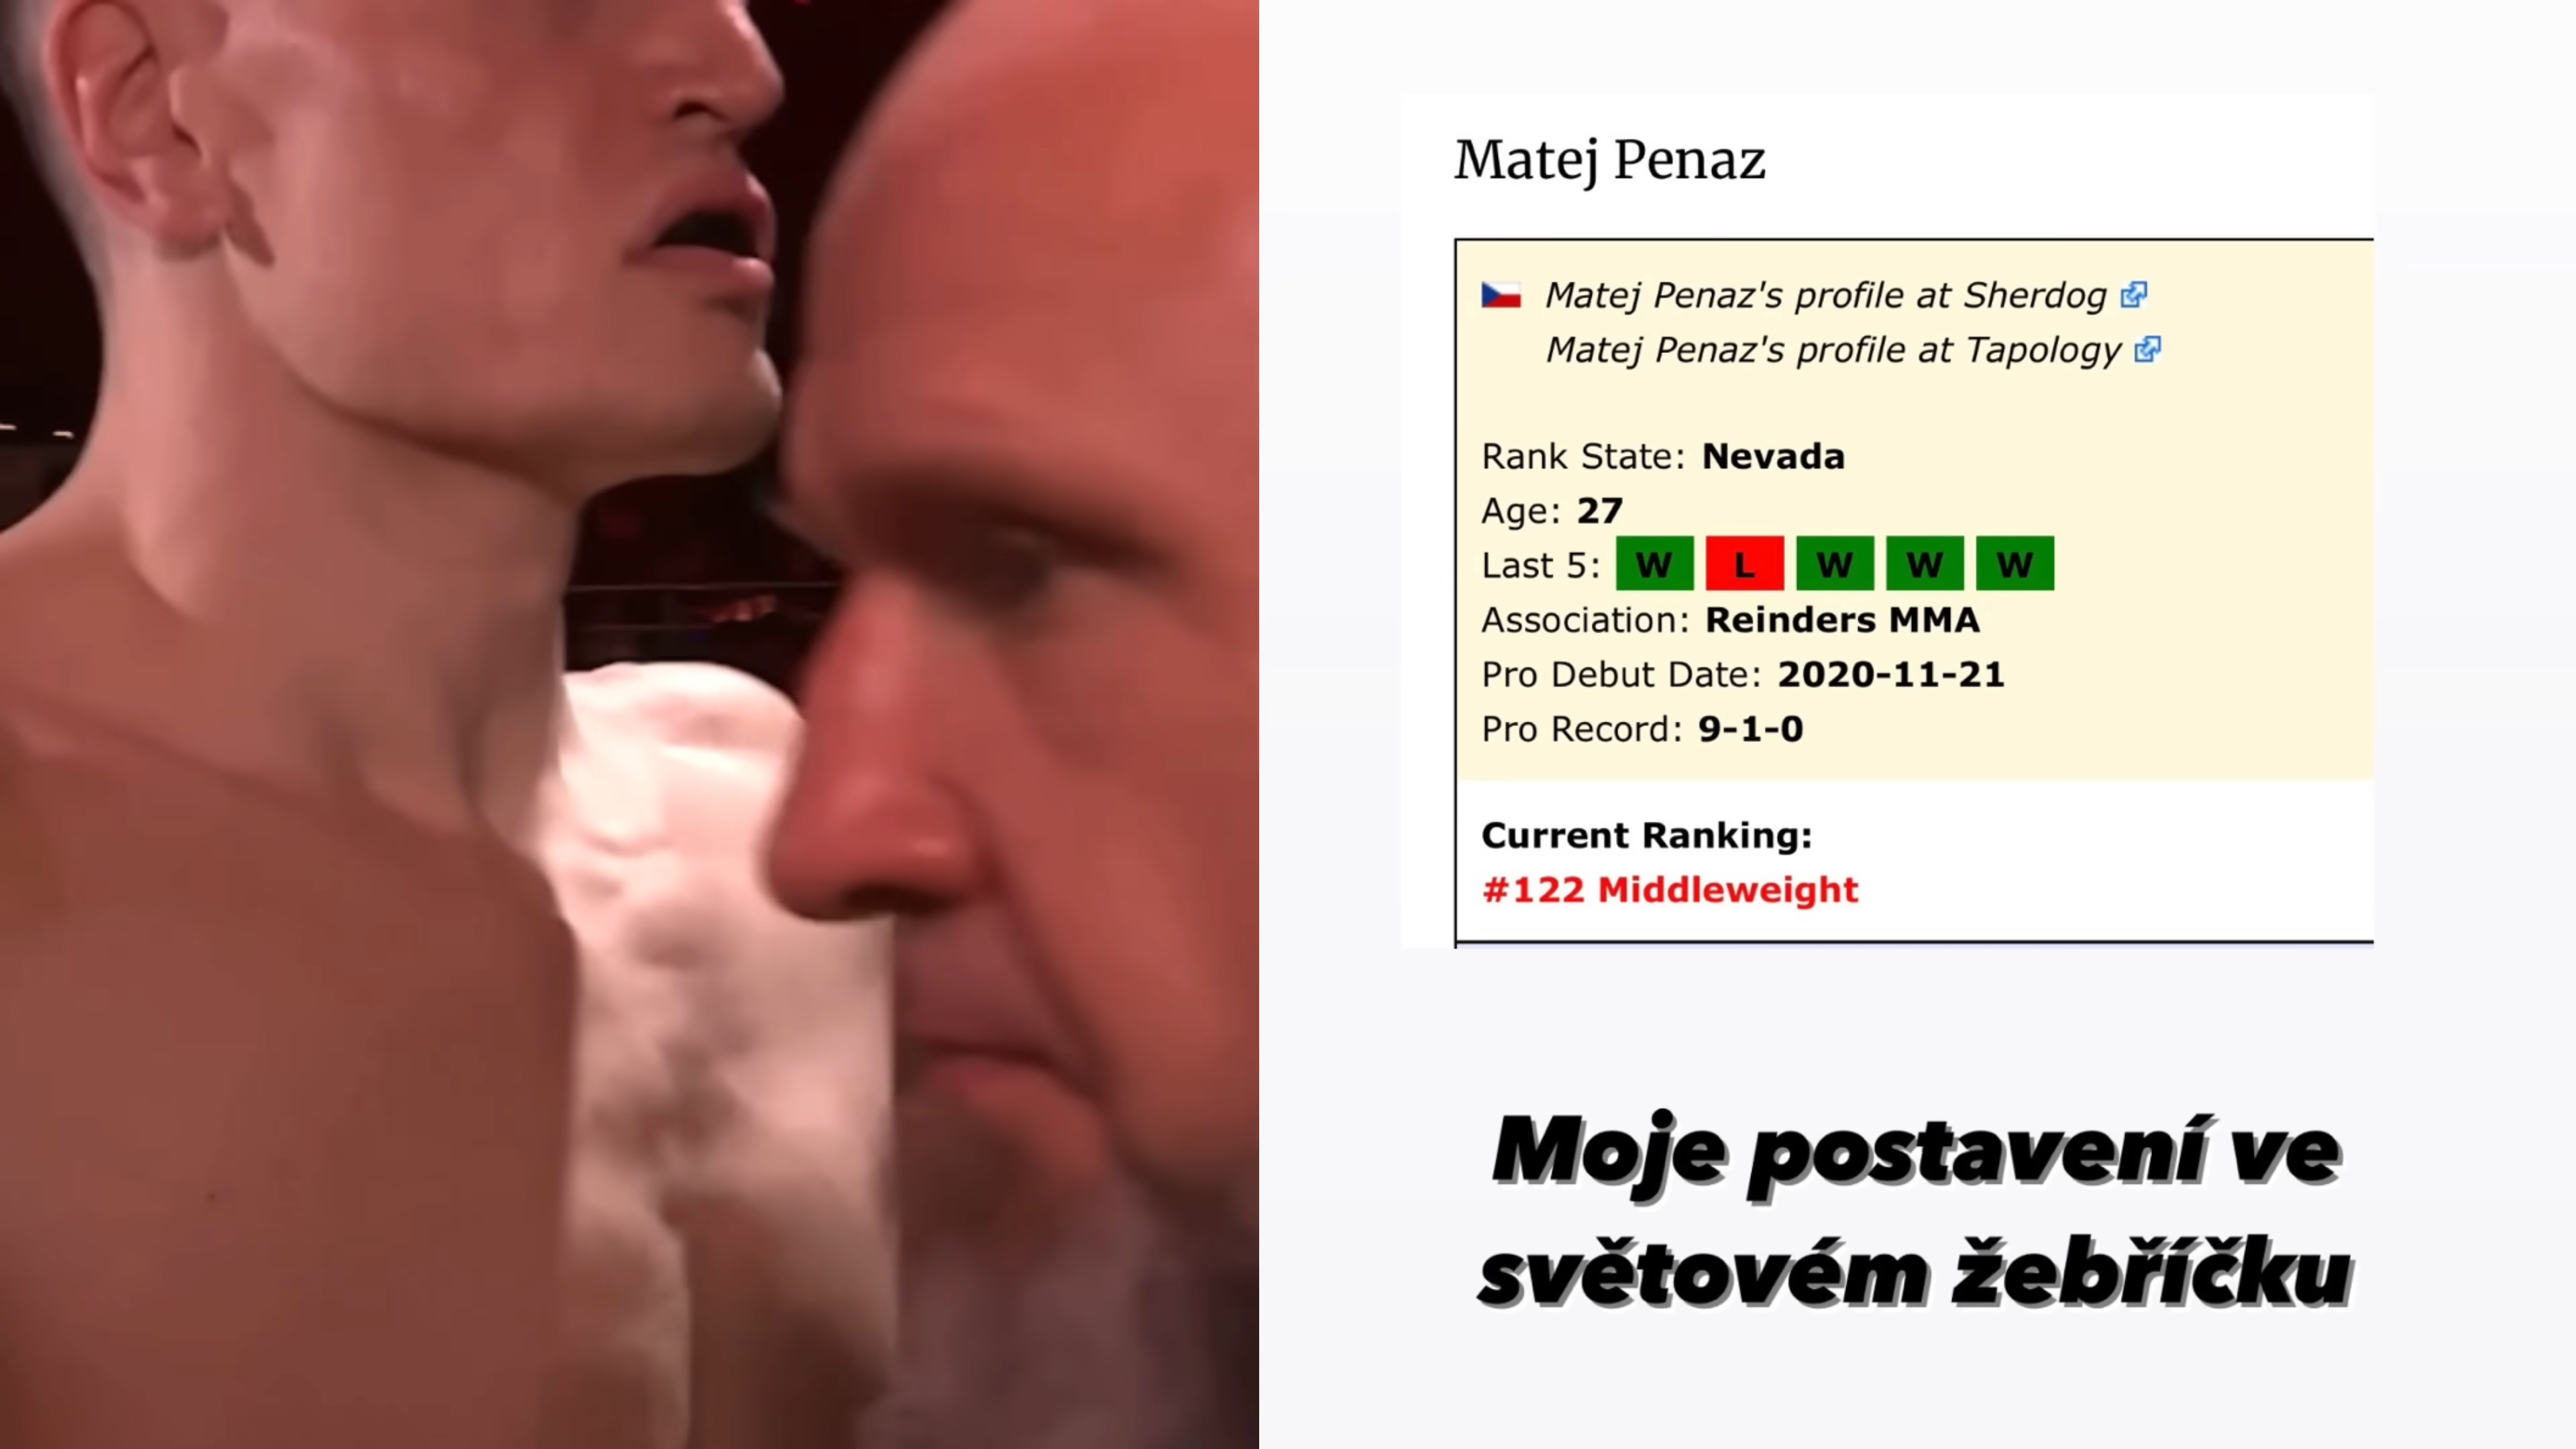 Matej Penaz
Matej Penaz's profile at Sherdog
Matej Penaz's profile at Tapology
Rank State: Nevada
Age: 27
Last 5: W L W W W
Association: Reinders MMA
Pro Debut Date: 2020-11-21
Pro Record: 9-1-0
Current Ranking:
#122 Middleweight
Moje postavení ve
světovém žebříčku